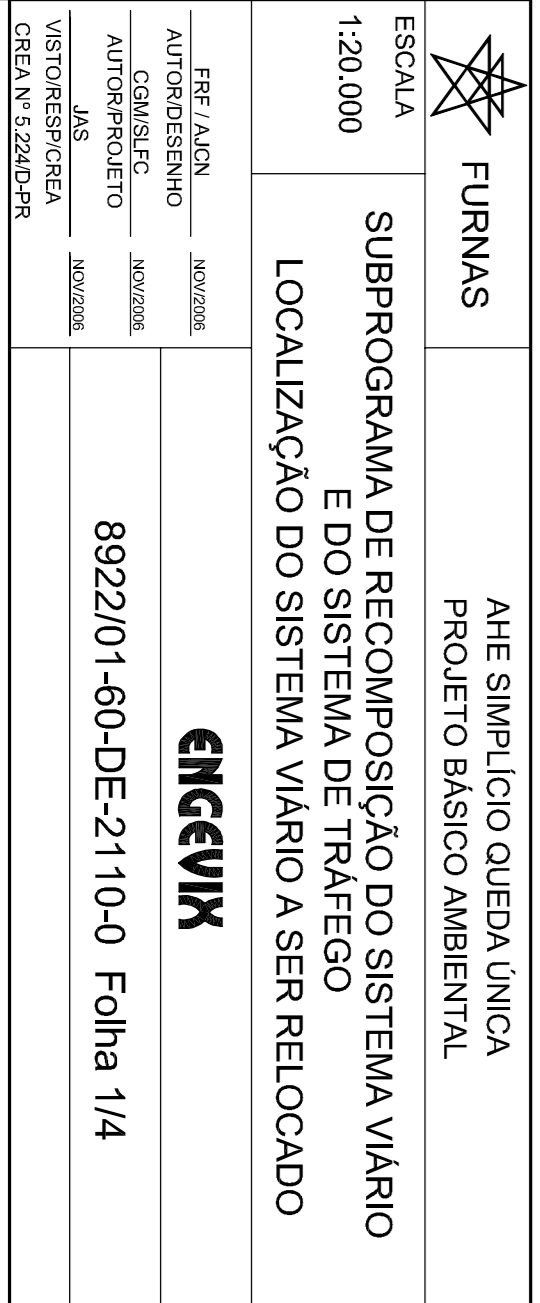 FURNAS
AHE SIMPLÍCIO QUEDA ÚNICA
PROJETO BÁSICO AMBIENTAL
ESCALA
1:20.000
SUBPROGRAMA DE RECOMPOSIÇÃO DO SISTEMA VIÁRIO
E DO SISTEMA DE TRÁFEGO
LOCALIZAÇÃO DO SISTEMA VIÁRIO A SER RELOCADO
FRF / AJCN NOV/2006
AUTOR/DESENHO
CGM/SLFC NOV/2006
AUTOR/PROJETO
JAS NOV/2006
VISTO/RESP/CREA
CREA Nº 5.224/D-PR
ENGEVIX
8922/01-60-DE-2110-0 Folha 1/4